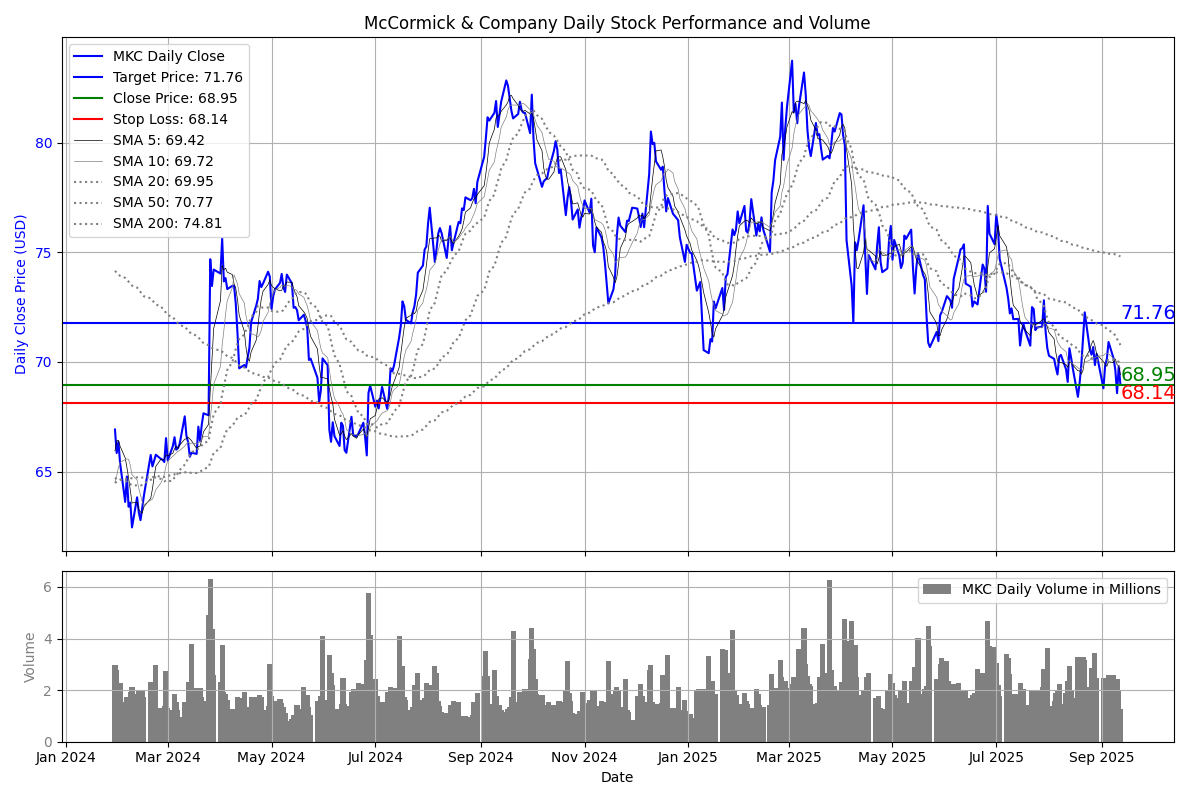 McCormick & Company Daily Stock Performance and Volume
MKC Daily Close
Target Price: 71.76
Close Price: 68.95
Stop Loss: 68.14
SMA 5: 69.42
SMA 10: 69.72
SMA 20: 69.95
SMA 50: 70.77
SMA 200: 74.81
Daily Close Price (USD)
80
75
70
65
71.76
68.95
68.14
MKC Daily Volume in Millions
Volume
6
4
2
0
Jan 2024 Mar 2024 May 2024 Jul 2024 Sep 2024 Nov 2024 Jan 2025 Mar 2025 May 2025 Jul 2025 Sep 2025
Date